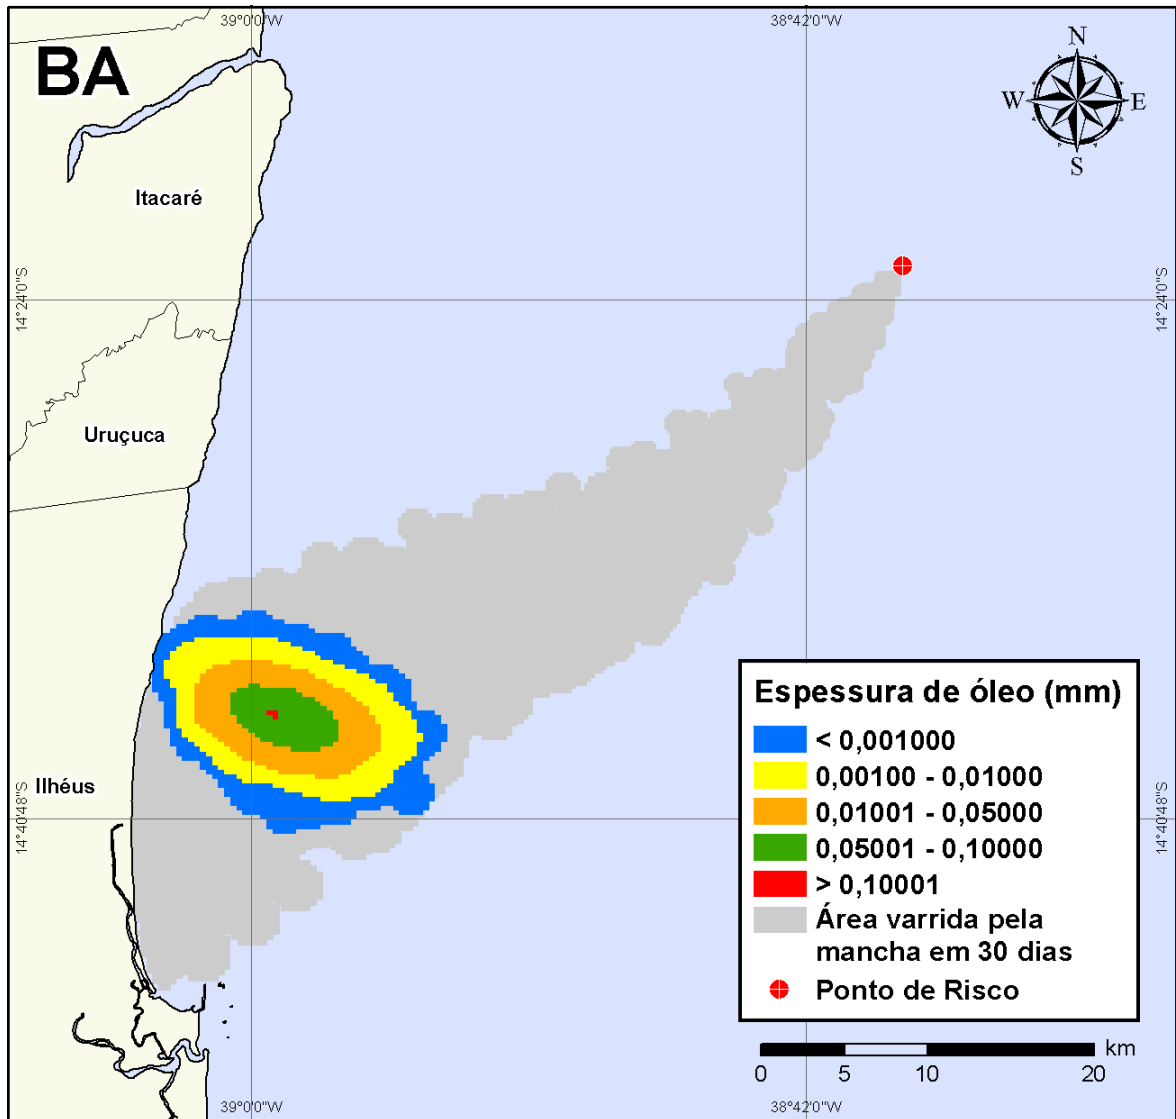 39°0'0"W
38°42'0"W
BA
N
W
E
S
Itacaré
14°24'0"S
14°24'0"S
Uruçuca
Espessura de óleo (mm)
< 0,001000
0,00100 - 0,01000
0,01001 - 0,05000
0,05001 - 0,10000
> 0,10001
Área varrida pela
mancha em 30 dias
Ponto de Risco
Ilhéus
14°40'48"S
14°40'48"S
km
0
5
10
20
39°0'0"W
38°42'0"W